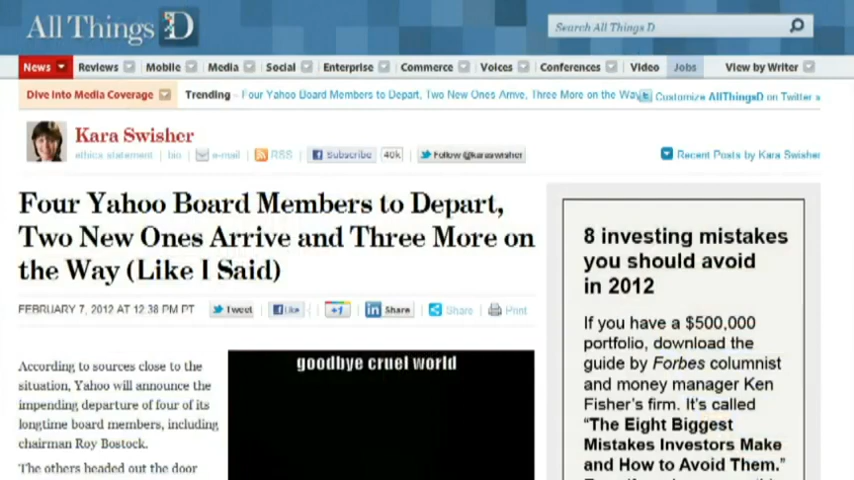 All Things D
Search All Things D
News Reviews Mobile Media Social Enterprise Commerce Voices Conferences Video Jobs View by Writer
Dive Into Media Coverage Trending Four Yahoo Board Members to Depart, Two New Ones Arrive, Three More on the Way Customize AllThingsD on Twitter »
Kara Swisher
ethics statement | bio e-mail RSS Subscribe 40k Follow @karaswisher Recent Posts by Kara Swisher
Four Yahoo Board Members to Depart,
Two New Ones Arrive and Three More on
the Way (Like I Said)
FEBRUARY 7, 2012 AT 12:38 PM PT Tweet Like +1 in Share Share Print
According to sources close to the
situation, Yahoo will announce the
impending departure of four of its
longtime board members, including
chairman Roy Bostock.
The others headed out the door
goodbye cruel world
8 investing mistakes
you should avoid
in 2012
If you have a $500,000
portfolio, download the
guide by Forbes columnist
and money manager Ken
Fisher's firm. It's called
“The Eight Biggest
Mistakes Investors Make
and How to Avoid Them.”